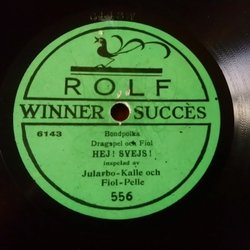 ROLF
WINNER SUCCÈS
6143
Bondpolka
Dragspel och Fiol
HEJ! SVEJS!
inspelad av
Jularbo-Kalle och
Fiol-Pelle
556